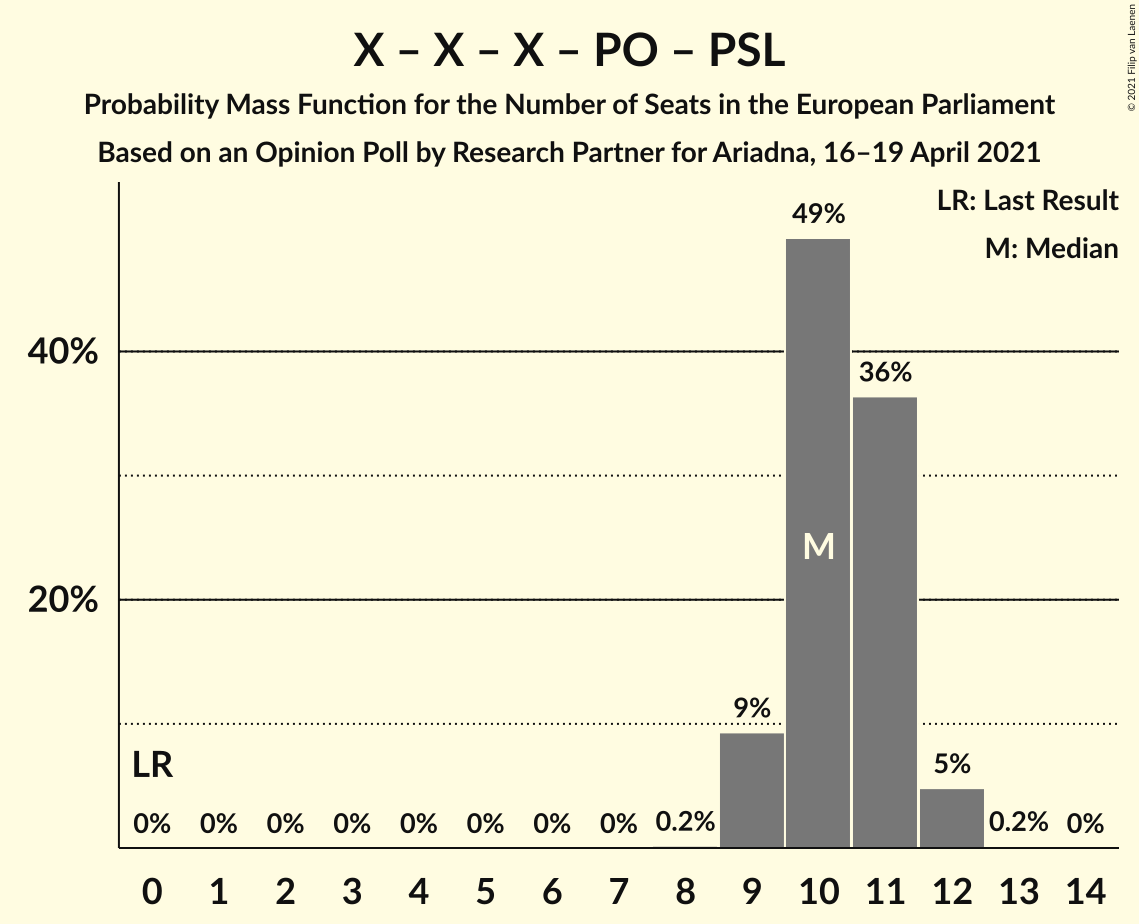 X – X – X – PO – PSL
Probability Mass Function for the Number of Seats in the European Parliament
Based on an Opinion Poll by Research Partner for Ariadna, 16–19 April 2021
© 2021 Filip van Laenen
LR: Last Result
M: Median
49%
40%
36%
M
20%
9%
LR
5%
0% 0% 0% 0% 0% 0% 0% 0% 0.2% 0.2% 0%
0 1 2 3 4 5 6 7 8 9 10 11 12 13 14